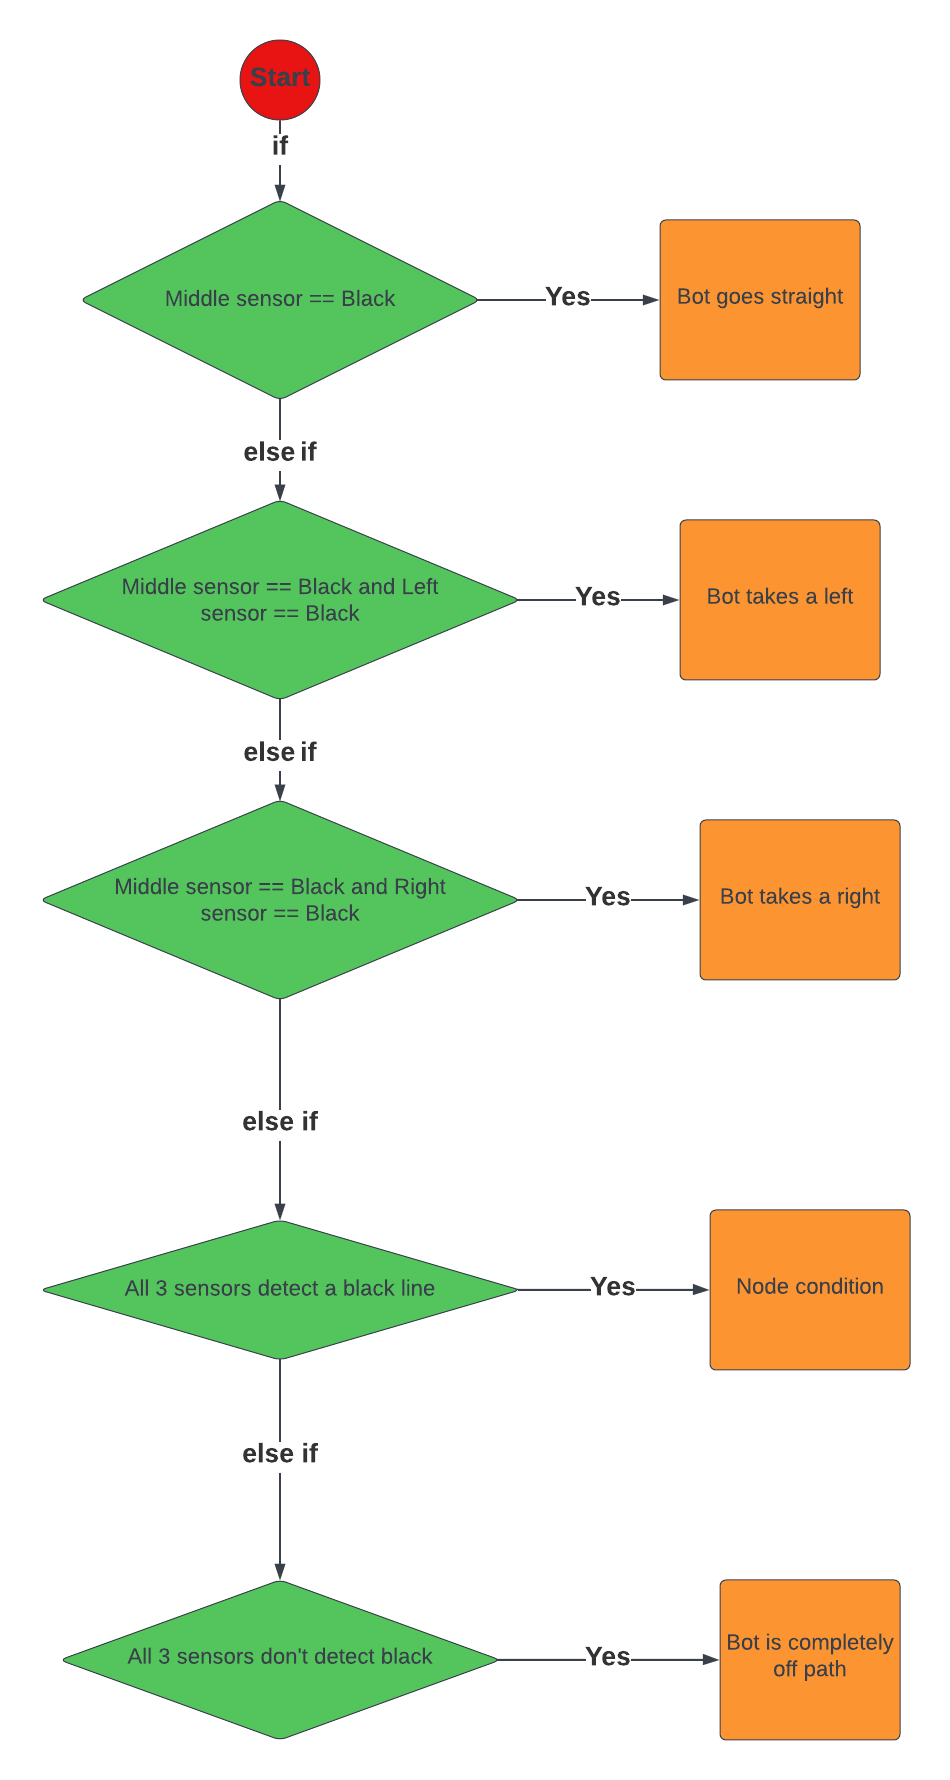 Start
if
Middle sensor == Black
Yes
Bot goes straight
else if
Middle sensor == Black and Left
sensor == Black
Yes
Bot takes a left
else if
Middle sensor == Black and Right
sensor == Black
Yes
Bot takes a right
else if
All 3 sensors detect a black line
Yes
Node condition
else if
All 3 sensors don't detect black
Yes
Bot is completely
off path